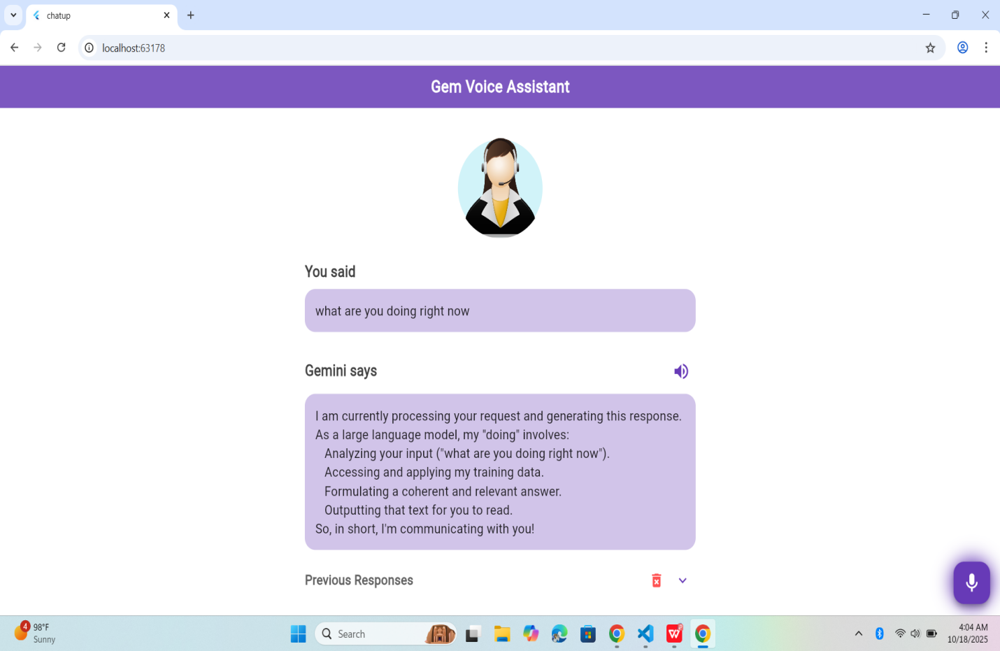 chatup
localhost:63178
Gem Voice Assistant
You said
what are you doing right now
Gemini says
I am currently processing your request and generating this response.
As a large language model, my "doing" involves:
Analyzing your input ("what are you doing right now").
Accessing and applying my training data.
Formulating a coherent and relevant answer.
Outputting that text for you to read.
So, in short, I'm communicating with you!
Previous Responses
4
98°F
Sunny
Search
W
4:04 AM
10/18/2025